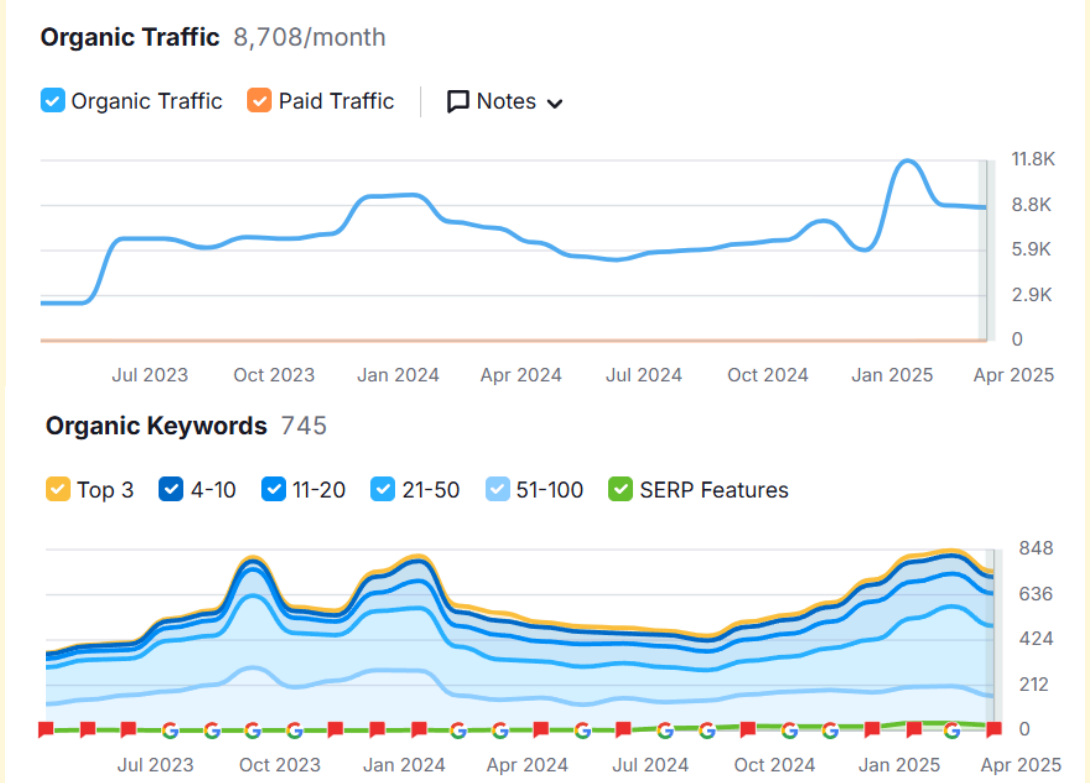 Organic Traffic 8,708/month
Organic Traffic Paid Traffic Notes
11.8K
8.8K
5.9K
2.9K
0
Jul 2023 Oct 2023 Jan 2024 Apr 2024 Jul 2024 Oct 2024 Jan 2025 Apr 2025
Organic Keywords 745
Top 3 4-10 11-20 21-50 51-100 SERP Features
848
636
424
212
0
Jul 2023 Oct 2023 Jan 2024 Apr 2024 Jul 2024 Oct 2024 Jan 2025 Apr 2025